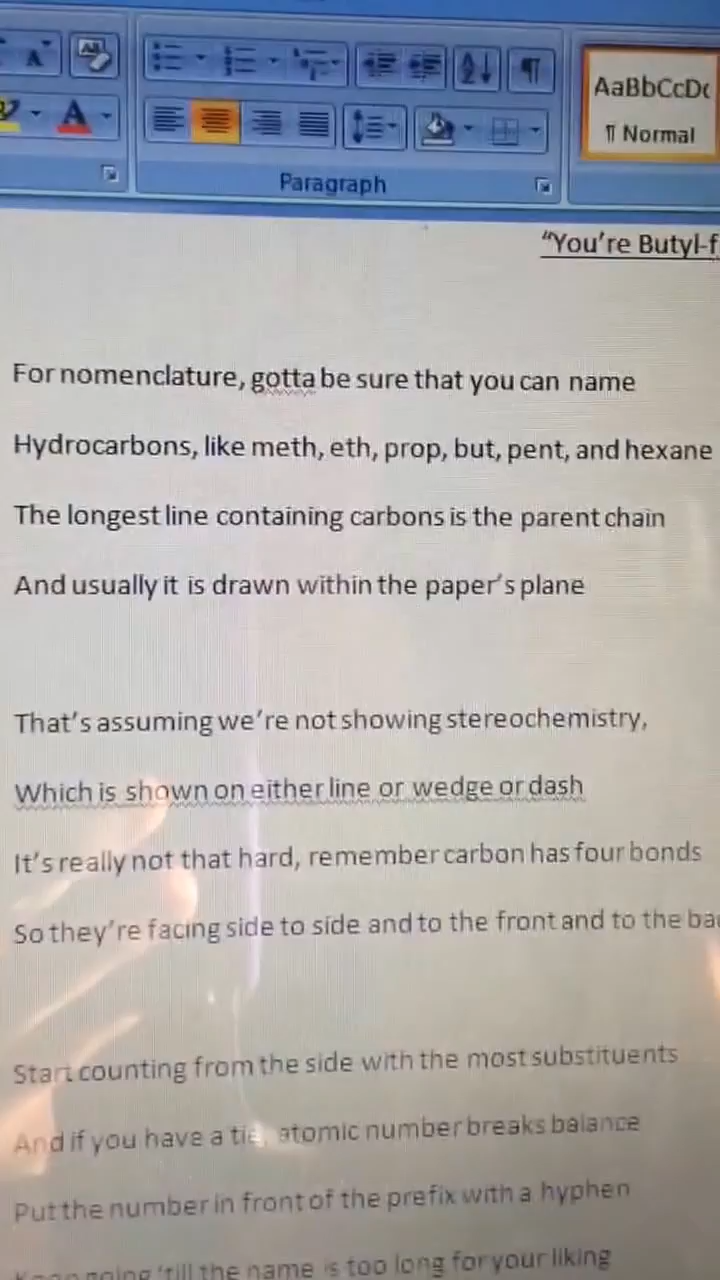 AaBbCcD
Paragraph
¶ Normal
"You're Butyl-f
For nomenclature, gotta be sure that you can name
Hydrocarbons, like meth, eth, prop, but, pent, and hexane
The longest line containing carbons is the parent chain
And usually it is drawn within the paper's plane
That's assuming we're not showing stereochemistry,
Which is shown on either line or wedge or dash
It's really not that hard, remember carbon has four bonds
So they're facing side to side and to the front and to the ba
Start counting from the side with the most substituents
And if you have a tie, atomic number breaks balance
Put the number in front of the prefix with a hyphen
going 'till the name is too long for your liking